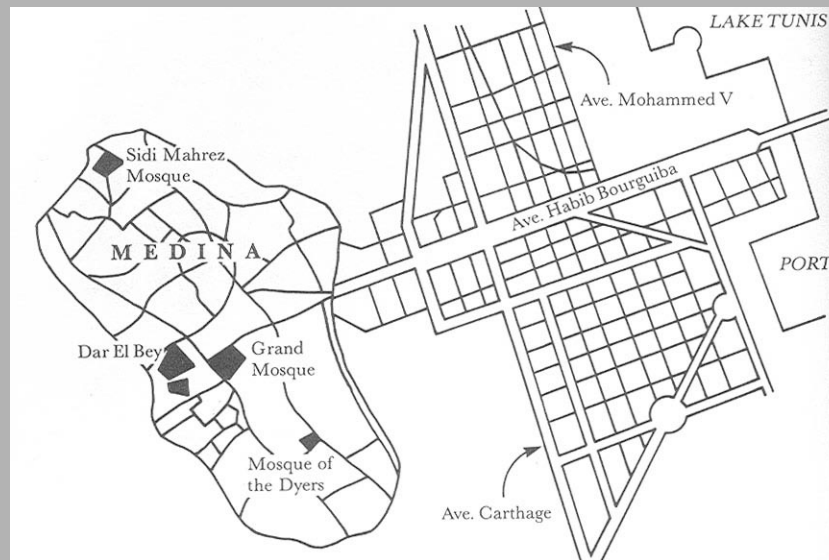 LAKE TUNIS
Ave. Mohammed V
Sidi Mahrez
Mosque
Ave. Habib Bourguiba
MEDINA
PORT
Dar El Bey
Grand
Mosque
Mosque of
the Dyers
Ave. Carthage